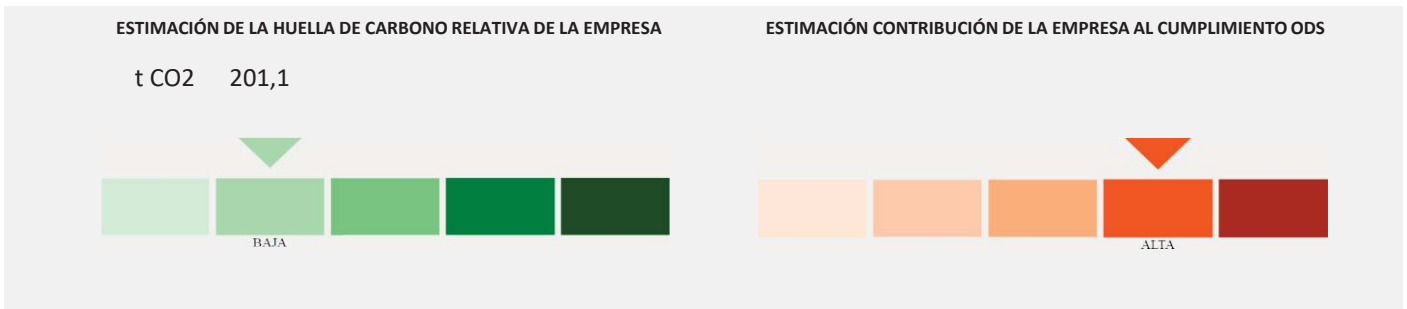 ESTIMACIÓN DE LA HUELLA DE CARBONO RELATIVA DE LA EMPRESA
t CO2 201,1
BAJA
ESTIMACIÓN CONTRIBUCIÓN DE LA EMPRESA AL CUMPLIMIENTO ODS
ALTA